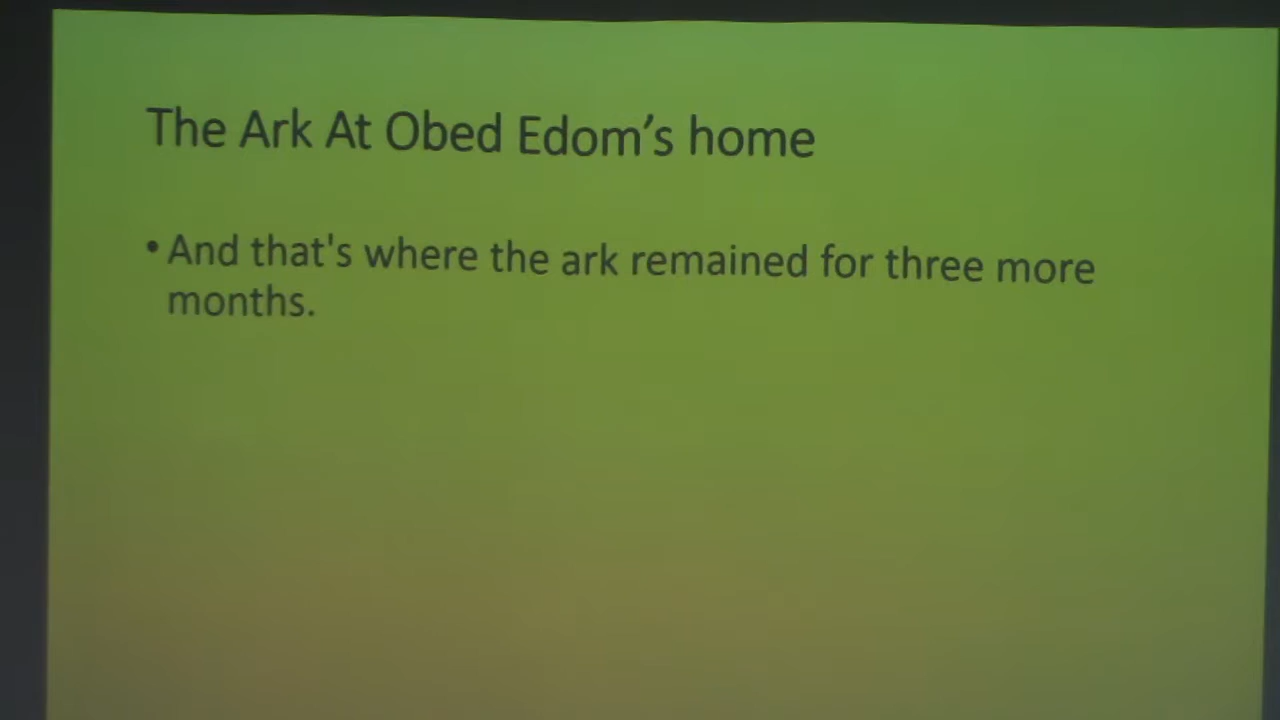 The Ark At Obed Edom’s home
• And that's where the ark remained for three more
months.